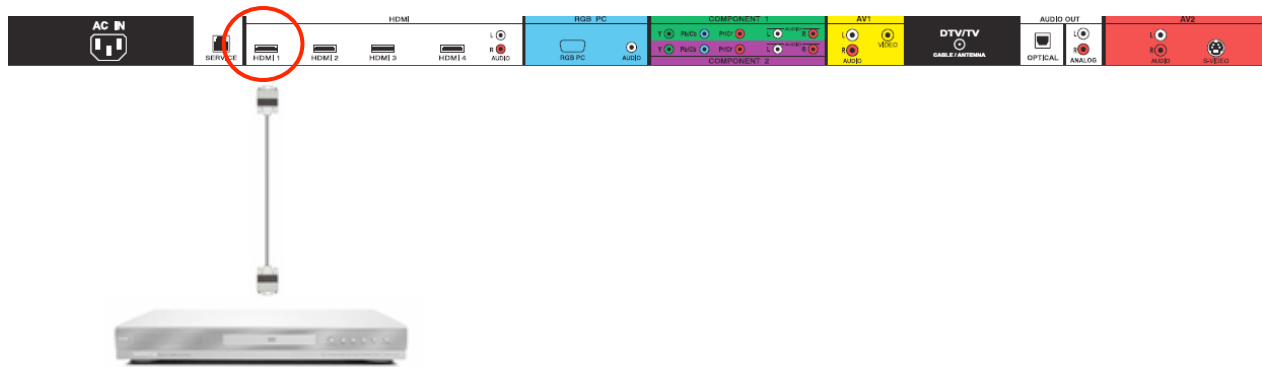 AC IN
SERVICE
HDMI
HDMI 1
HDMI 2
HDMI 3
HDMI 4
L
R
AUDIO
RGB PC
RGB PC
AUDIO
COMPONENT 1
Y Pb/Cb Pr/Cr L AUDIO R
Y Pb/Cb Pr/Cr L R
COMPONENT 2
AV1
L
R
VIDEO
AUDIO
DTV/TV
CABLE / ANTENNA
AUDIO OUT
OPTICAL
L
R
ANALOG
AV2
L
R
AUDIO
S-VIDEO